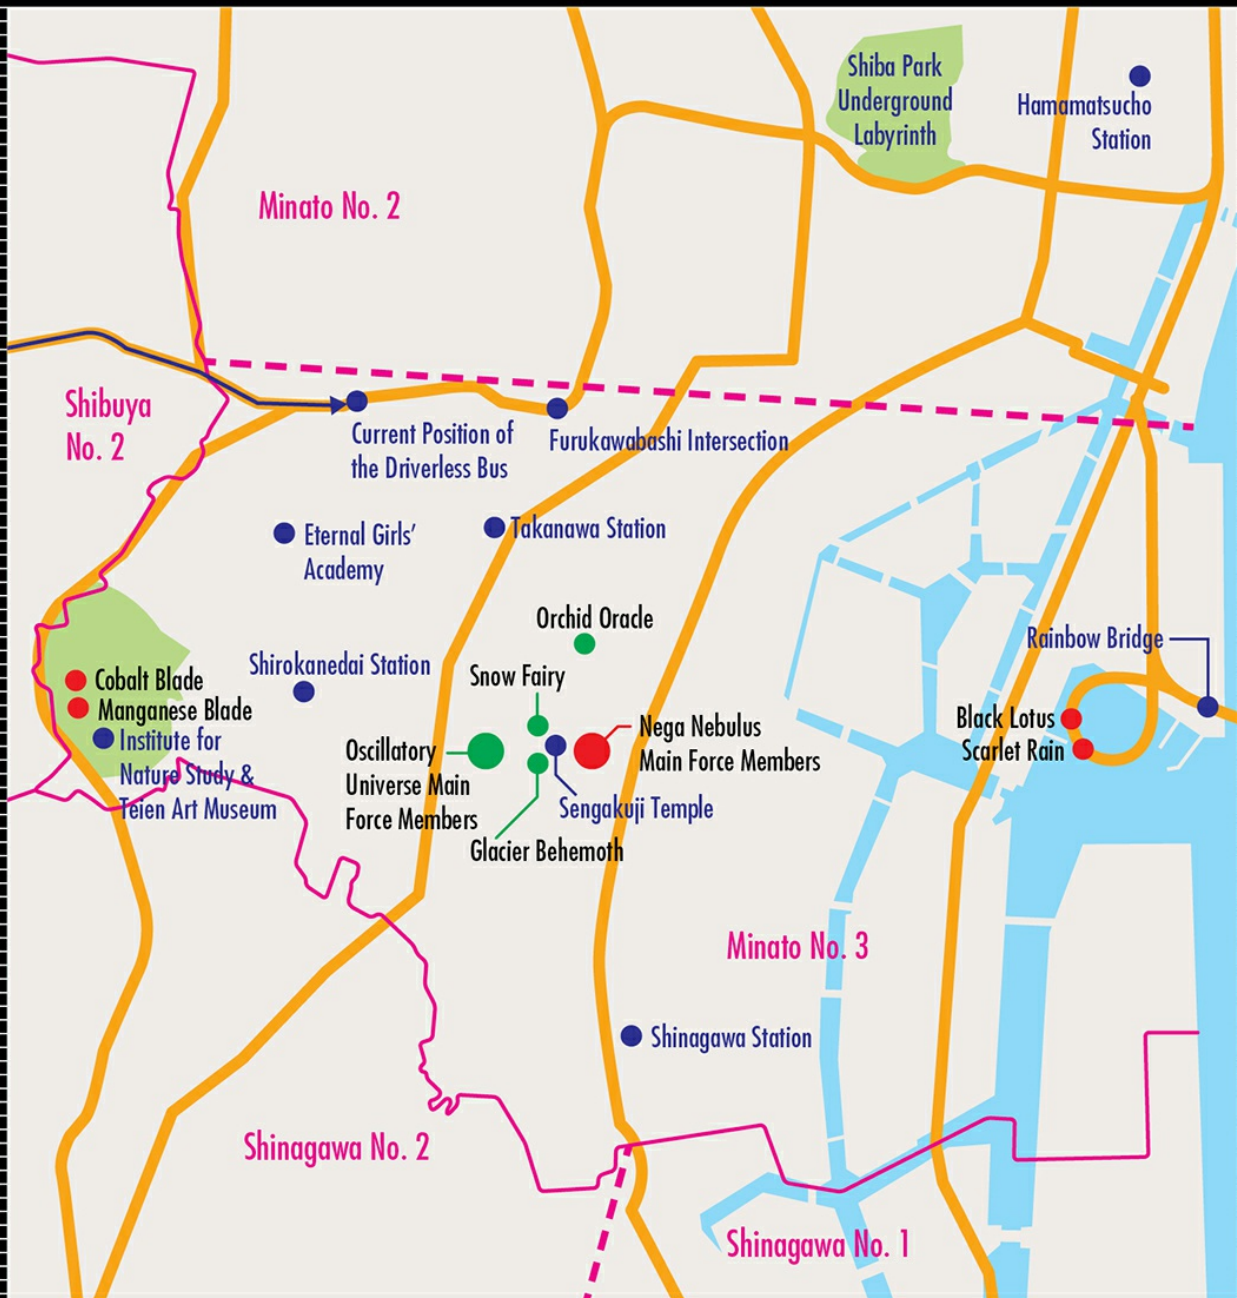 Shiba Park
Underground
Labyrinth
Hamamatsucho
Station
Minato No. 2
Shibuya
No. 2
Current Position of
the Driverless Bus
Furukawabashi Intersection
Eternal Girls'
Academy
Takanawa Station
Orchid Oracle
Rainbow Bridge
Shirokanedai Station
Snow Fairy
Cobalt Blade
Manganese Blade
Institute for
Nature Study &
Teien Art Museum
Oscillatory
Universe Main
Force Members
Nega Nebulus
Main Force Members
Black Lotus
Scarlet Rain
Sengakuji Temple
Glacier Behemoth
Minato No. 3
Shinagawa Station
Shinagawa No. 2
Shinagawa No. 1